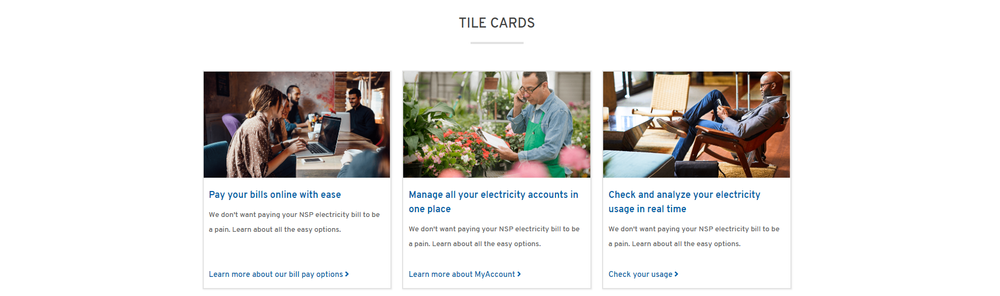 TILE CARDS
Pay your bills online with ease
We don't want paying your NSP electricity bill to be
a pain. Learn about all the easy options.
Learn more about our bill pay options
Manage all your electricity accounts in
one place
We don't want paying your NSP electricity bill to be
a pain. Learn about all the easy options.
Learn more about MyAccount
Check and analyze your electricity
usage in real time
We don't want paying your NSP electricity bill to be
a pain. Learn about all the easy options.
Check your usage